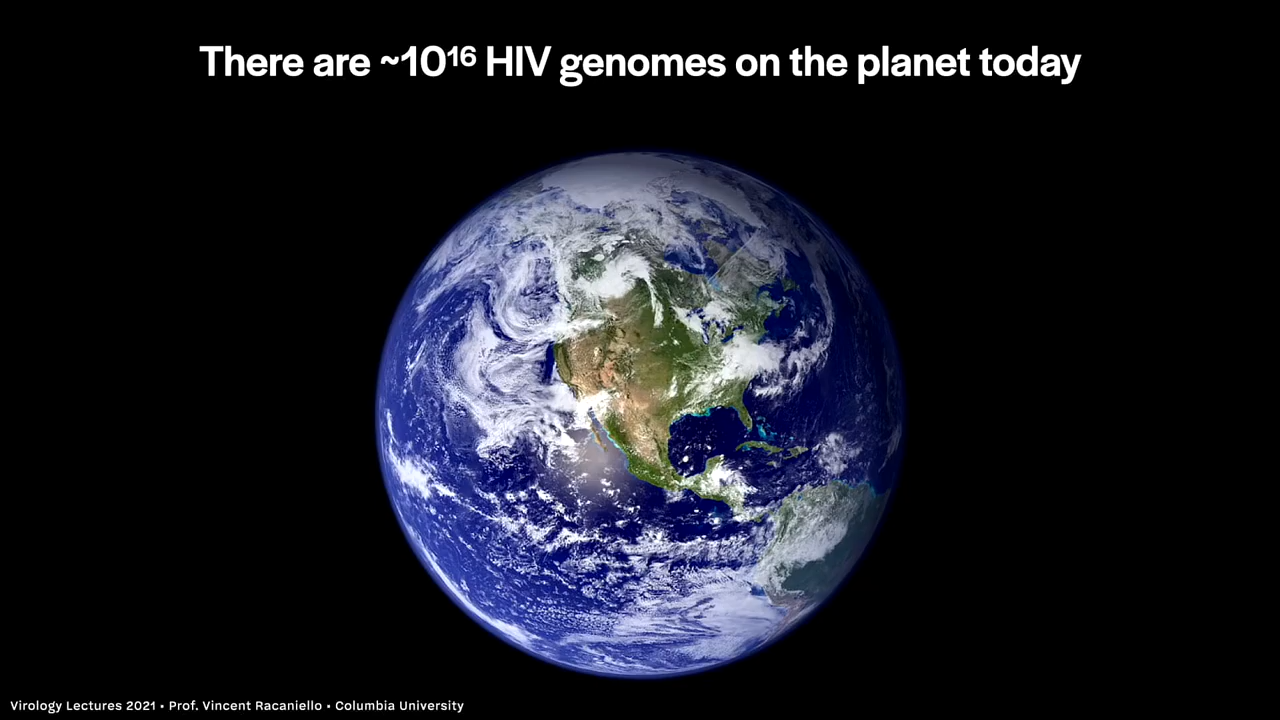 There are ~10¹⁶ HIV genomes on the planet today
Virology Lectures 2021 • Prof. Vincent Racaniello • Columbia University